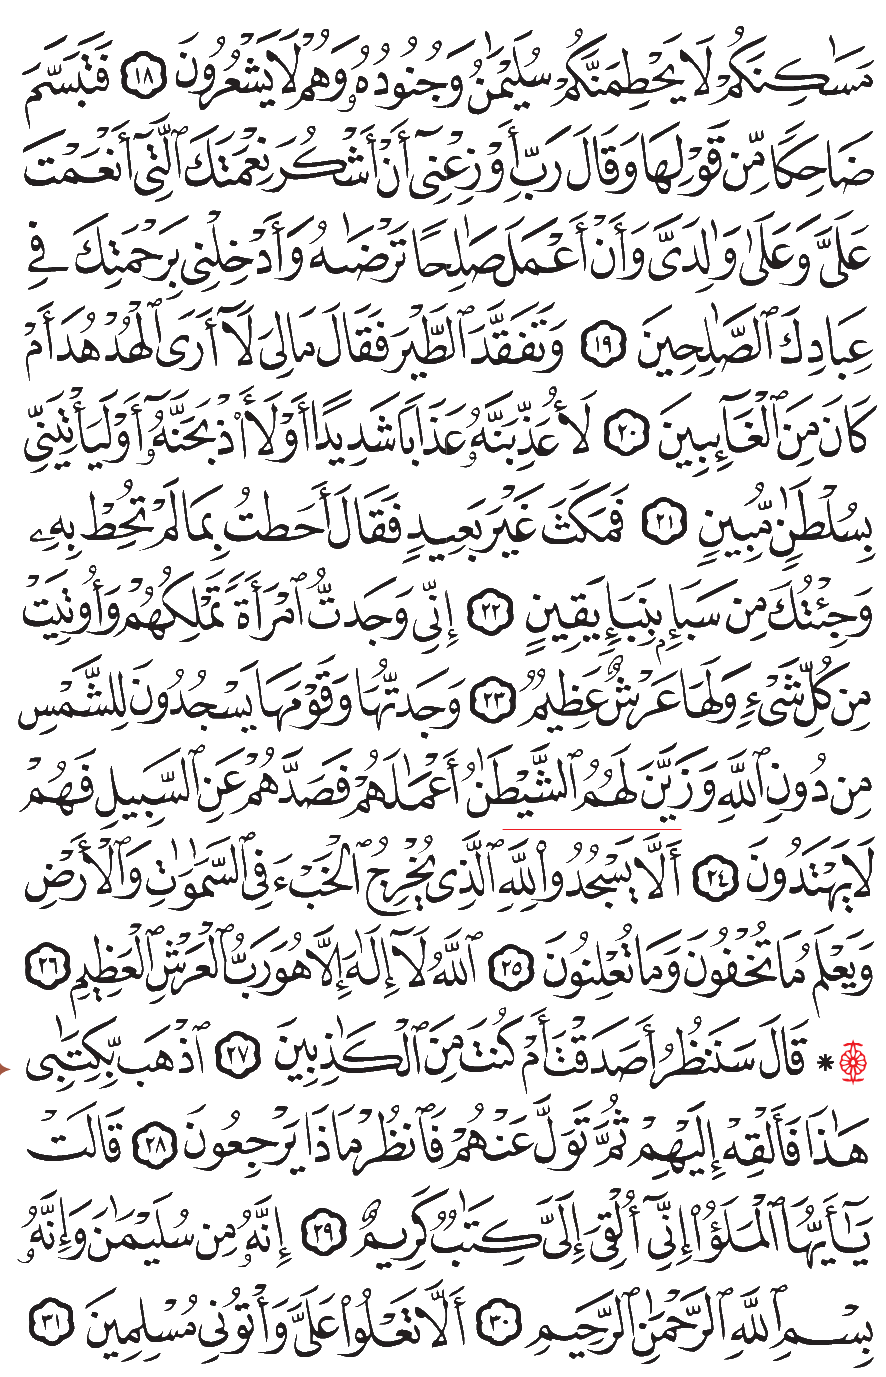 مَسَٰكِنَكُمْ لَا يَحْطِمَنَّكُمْ سُلَيْمَٰنُ وَجُنُودُهُۥ وَهُمْ لَا يَشْعُرُونَ ١٨ فَتَبَسَّمَ
ضَاحِكًا مِّن قَوْلِهَا وَقَالَ رَبِّ أَوْزِعْنِىٓ أَنْ أَشْكُرَ نِعْمَتَكَ ٱلَّتِىٓ أَنْعَمْتَ
عَلَىَّ وَعَلَىٰ وَٰلِدَىَّ وَأَنْ أَعْمَلَ صَٰلِحًا تَرْضَىٰهُ وَأَدْخِلْنِى بِرَحْمَتِكَ فِى
عِبَادِكَ ٱلصَّٰلِحِينَ ١٩ وَتَفَقَّدَ ٱلطَّيْرَ فَقَالَ مَالِىَ لَآ أَرَى ٱلْهُدْهُدَ أَمْ
كَانَ مِنَ ٱلْغَآئِبِينَ ٢٠ لَأُعَذِّبَنَّهُۥ عَذَابًا شَدِيدًا أَوْ لَأَا۟ذْبَحَنَّهُۥٓ أَوْ لَيَأْتِيَنِّى
بِسُلْطَٰنٍ مُّبِينٍ ٢١ فَمَكَثَ غَيْرَ بَعِيدٍ فَقَالَ أَحَطتُ بِمَا لَمْ تُحِطْ بِهِۦ
وَجِئْتُكَ مِن سَبَإٍۭ بِنَبَإٍ يَقِينٍ ٢٢ إِنِّى وَجَدتُّ ٱمْرَأَةً تَمْلِكُهُمْ وَأُوتِيَتْ
مِن كُلِّ شَىْءٍ وَلَهَا عَرْشٌ عَظِيمٌ ٢٣ وَجَدتُّهَا وَقَوْمَهَا يَسْجُدُونَ لِلشَّمْسِ
مِن دُونِ ٱللَّهِ وَزَيَّنَ لَهُمُ ٱلشَّيْطَٰنُ أَعْمَٰلَهُمْ فَصَدَّهُمْ عَنِ ٱلسَّبِيلِ فَهُمْ
لَا يَهْتَدُونَ ٢٤ أَلَّا يَسْجُدُوا۟ لِلَّهِ ٱلَّذِى يُخْرِجُ ٱلْخَبْءَ فِى ٱلسَّمَٰوَٰتِ وَٱلْأَرْضِ
وَيَعْلَمُ مَا تُخْفُونَ وَمَا تُعْلِنُونَ ٢٥ ٱللَّهُ لَآ إِلَٰهَ إِلَّا هُوَ رَبُّ ٱلْعَرْشِ ٱلْعَظِيمِ ٢٦
۞ * قَالَ سَنَنظُرُ أَصَدَقْتَ أَمْ كُنتَ مِنَ ٱلْكَٰذِبِينَ ٢٧ ٱذْهَب بِّكِتَٰبِى
هَٰذَا فَأَلْقِهْ إِلَيْهِمْ ثُمَّ تَوَلَّ عَنْهُمْ فَٱنظُرْ مَاذَا يَرْجِعُونَ ٢٨ قَالَتْ
يَٰٓأَيُّهَا ٱلْمَلَؤُا۟ إِنِّىٓ أُلْقِىَ إِلَىَّ كِتَٰبٌ كَرِيمٌ ٢٩ إِنَّهُۥ مِن سُلَيْمَٰنَ وَإِنَّهُۥ
بِسْمِ ٱللَّهِ ٱلرَّحْمَٰنِ ٱلرَّحِيمِ ٣٠ أَلَّا تَعْلُوا۟ عَلَىَّ وَأْتُونِى مُسْلِمِينَ ٣١